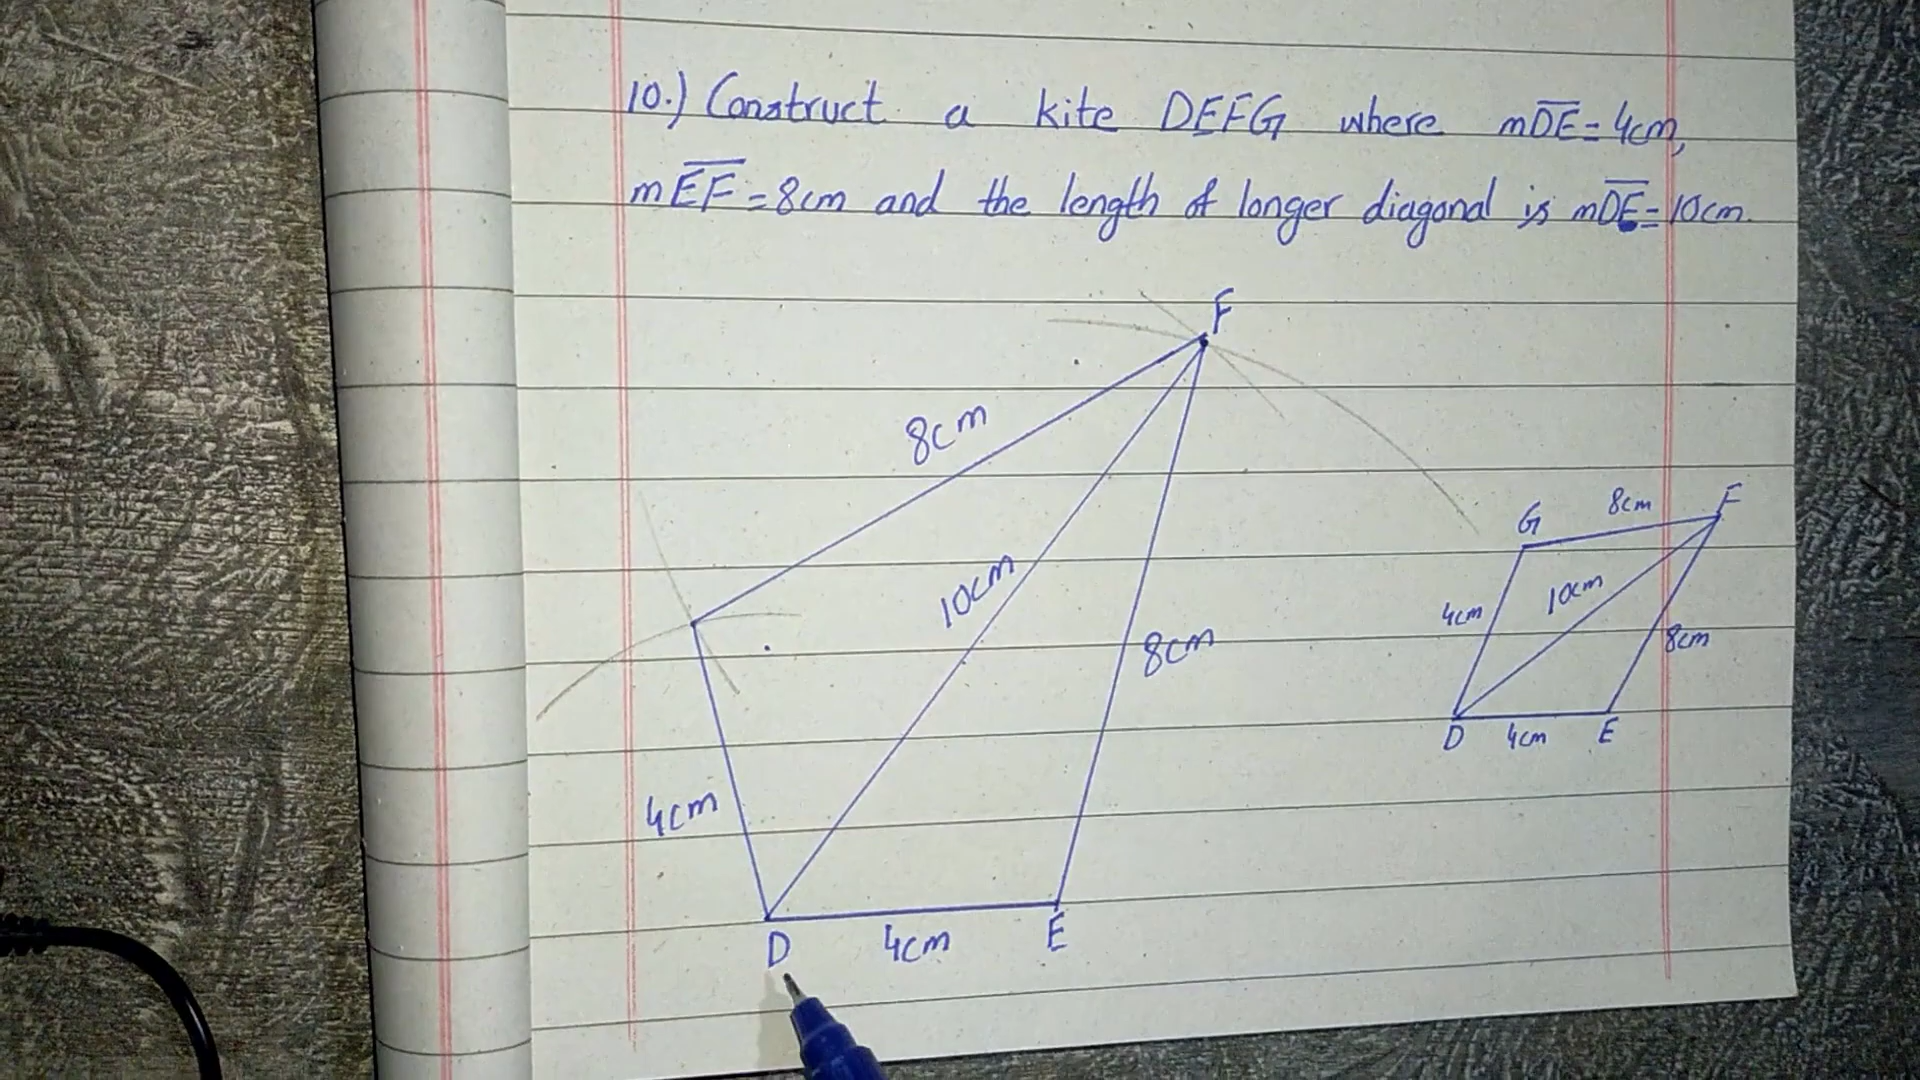 10.) Construct a kite DEFG where mDE = 4cm,
mEF = 8cm and the length of longer diagonal is mDE = 10cm.
F
8cm
10cm
8cm
4cm
D 4cm E
G 8cm F
4cm 10cm 8cm
D 4cm E